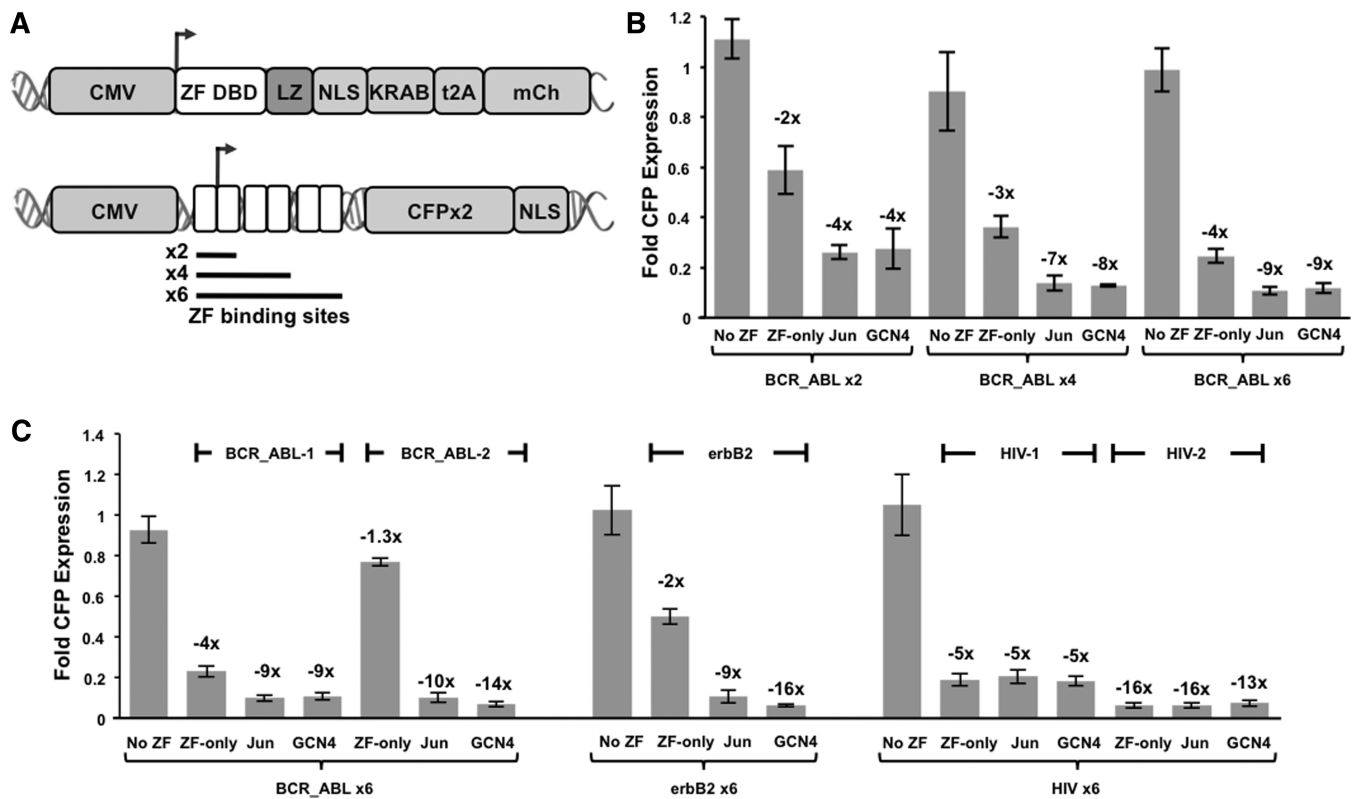 A
CMV ZF DBD LZ NLS KRAB t2A mCh
CMV CFPx2 NLS
x2
x4
x6
ZF binding sites
B
Fold CFP Expression
1.2
1
0.8
0.6
0.4
0.2
0
-2x -4x -4x -3x -7x -8x -4x -9x -9x
No ZF ZF-only Jun GCN4 No ZF ZF-only Jun GCN4 No ZF ZF-only Jun GCN4
BCR_ABL x2 BCR_ABL x4 BCR_ABL x6
C
Fold CFP Expression
1.4
1.2
1
0.8
0.6
0.4
0.2
0
BCR_ABL-1 BCR_ABL-2 erbB2 HIV-1 HIV-2
-4x -9x -9x -1.3x -10x -14x -2x -9x -16x -5x -5x -5x -16x -16x -13x
No ZF ZF-only Jun GCN4 ZF-only Jun GCN4 No ZF ZF-only Jun GCN4 No ZF ZF-only Jun GCN4 ZF-only Jun GCN4
BCR_ABL x6 erbB2 x6 HIV x6